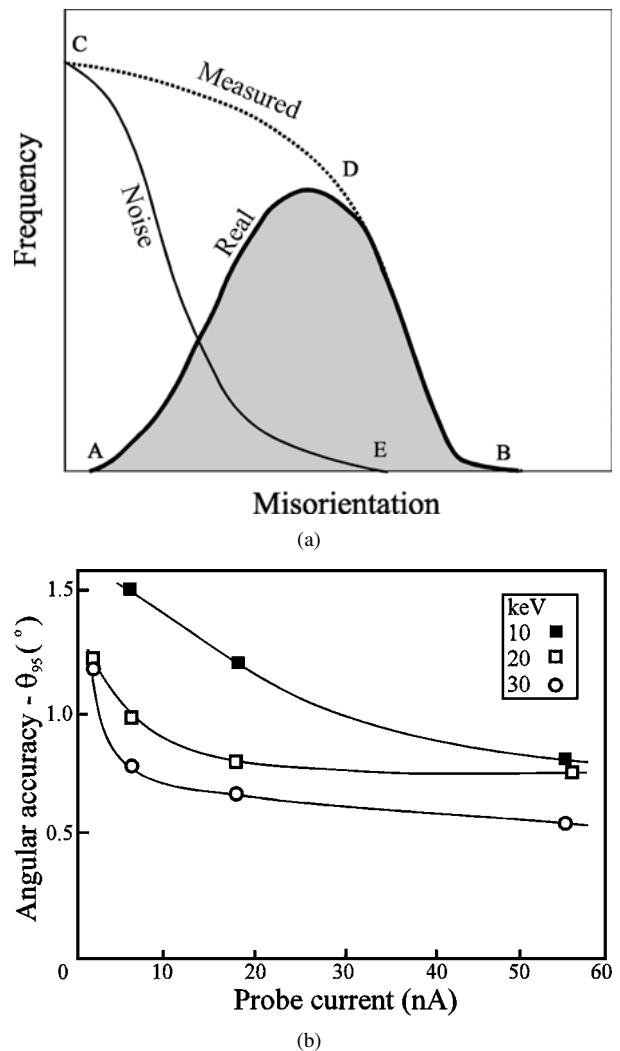 C
Measured
D
Frequency
Noise
Real
A
E
B
Misorientation
(a)
1.5
keV
10
20
30
1.0
Angular accuracy - θ₉₅ (°)
0.5
0 10 20 30 40 50 60
Probe current (nA)
(b)